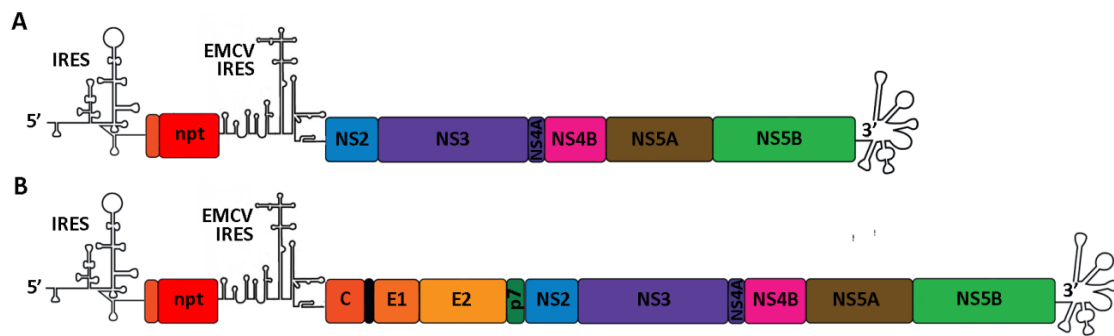 A
IRES
EMCV
IRES
5'
npt
NS2
NS3
NS4A
NS4B
NS5A
NS5B
3'
B
IRES
EMCV
IRES
5'
npt
C
E1
E2
p7
NS2
NS3
NS4A
NS4B
NS5A
NS5B
3'
! !